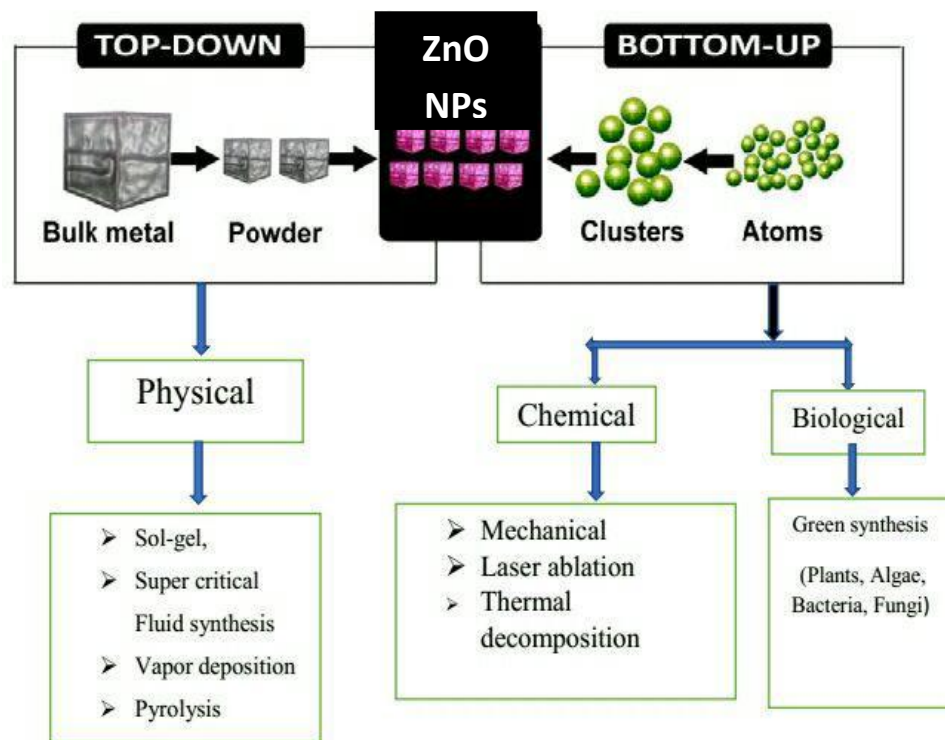 TOP-DOWN
ZnO
NPs
BOTTOM-UP
Bulk metal
Powder
Clusters
Atoms
Physical
Chemical
Biological
➤ Sol-gel,
➤ Super critical
Fluid synthesis
➤ Vapor deposition
➤ Pyrolysis
➤ Mechanical
➤ Laser ablation
➤ Thermal
decomposition
Green synthesis
(Plants, Algae,
Bacteria, Fungi)